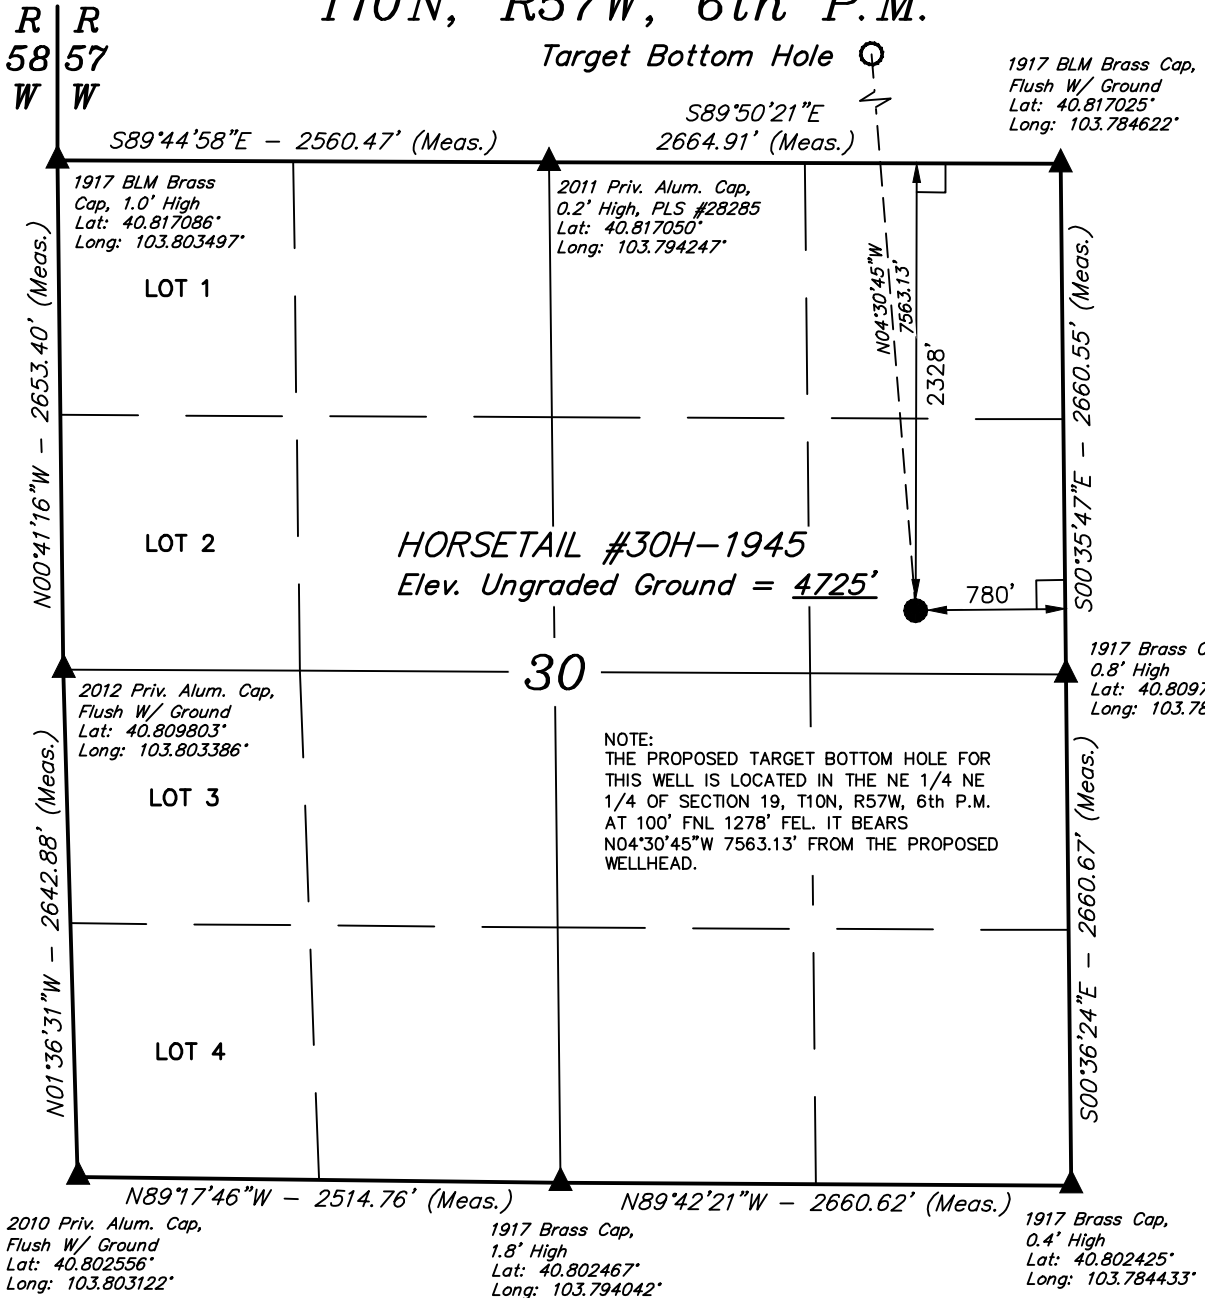 T10N, R57W, 6th P.M.
R R
58 57
W W
Target Bottom Hole
1917 BLM Brass Cap,
Flush W/ Ground
Lat: 40.817025°
Long: 103.784622°
S89°44'58"E - 2560.47' (Meas.)
S89°50'21"E
2664.91' (Meas.)
1917 BLM Brass
Cap, 1.0' High
Lat: 40.817086°
Long: 103.803497°
2011 Priv. Alum. Cap,
0.2' High, PLS #28285
Lat: 40.817050°
Long: 103.794247°
LOT 1
N00°41'16"W - 2653.40' (Meas.)
N04°30'45"W
7563.13'
2328'
S00°35'47"E - 2660.55' (Meas.)
LOT 2
HORSETAIL #30H-1945
Elev. Ungraded Ground = 4725'
780'
30
1917 Brass
0.8' High
Lat:
Long:
2012 Priv. Alum. Cap,
Flush W/ Ground
Lat: 40.809803°
Long: 103.803386°
LOT 3
NOTE:
THE PROPOSED TARGET BOTTOM HOLE FOR
THIS WELL IS LOCATED IN THE NE 1/4 NE
1/4 OF SECTION 19, T10N, R57W, 6th P.M.
AT 100' FNL 1278' FEL. IT BEARS
N04°30'45"W 7563.13' FROM THE PROPOSED
WELLHEAD.
N01°36'31"W - 2642.88' (Meas.)
S00°36'24"E - 2660.67' (Meas.)
LOT 4
N89°17'46"W - 2514.76' (Meas.)
N89°42'21"W - 2660.62' (Meas.)
2010 Priv. Alum. Cap,
Flush W/ Ground
Lat: 40.802556°
Long: 103.803122°
1917 Brass Cap,
1.8' High
Lat: 40.802467°
Long: 103.794042°
1917 Brass Cap,
0.4' High
Lat: 40.802425°
Long: 103.784433°